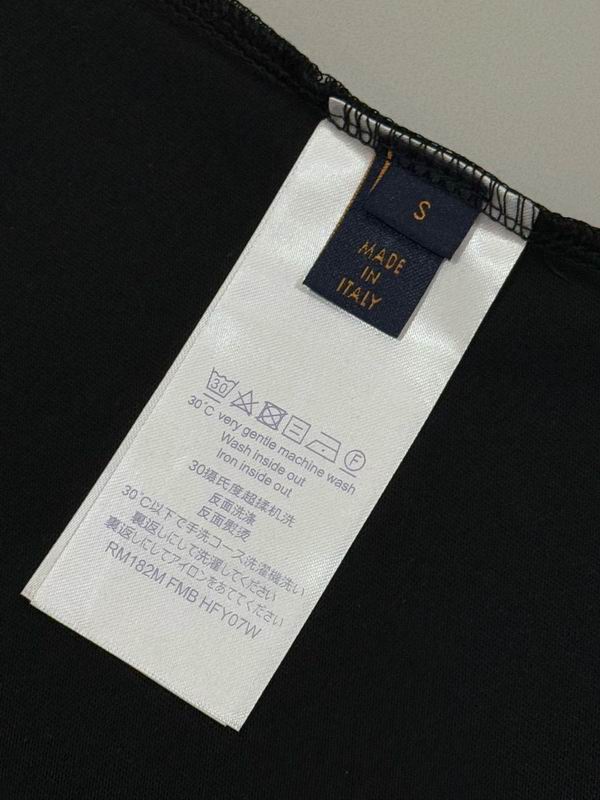 S
MADE
IN
ITALY
30
F
30°C very gentle machine wash
Wash inside out
Iron inside out
30摄氏度超揉机洗
反面洗涤
反面熨烫
30°C以下で手洗コース洗濯機洗い
裏返しにして洗濯してください
裏返しにしてアイロンをあててください
RM182M FMB HFY07W